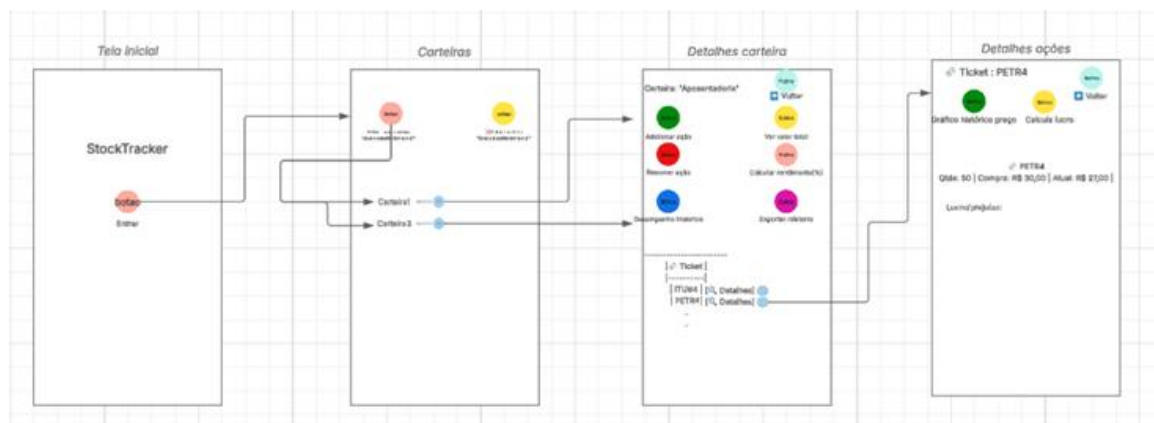 Tela inicial
Carteiras
Detalhes carteira
Detalhes ações
StockTracker
botao
Entrar
Carteira1
Carteira3
Carteira: "Aposentadoria"
Voltar
Adicionar ação
Ver valor total
Remover ação
Calcular rendimento(%)
Desempenho histórico
Exportar relatório
--------------------
| Ticket |
|----------|
| ITUB4 | [🔍 Detalhes]
| PETR4 | [🔍 Detalhes]
Ticket : PETR4
Voltar
Gráfico histórico preço
Calcula lucro
PETR4
Qtde: 50 | Compra: R$ 30,00 | Atual: R$ 27,00 |
Lucro/prejuízo: